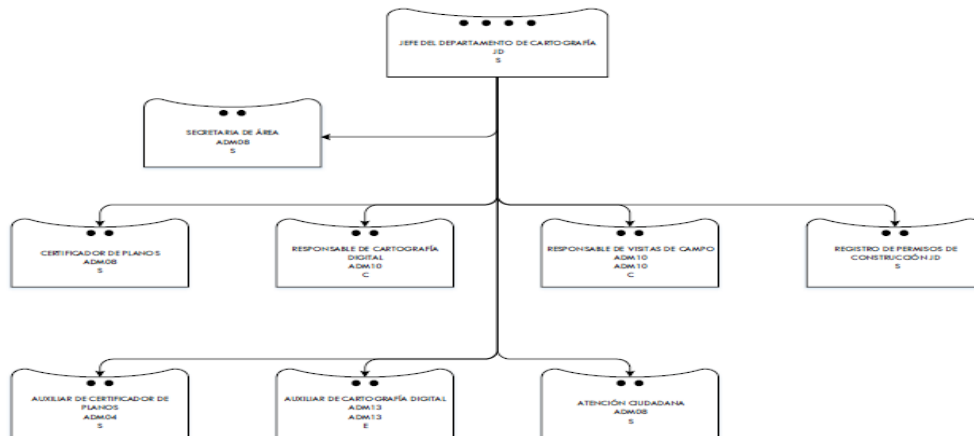 JEFE DEL DEPARTAMENTO DE CARTOGRAFÍA
JD
S
SECRETARIA DE ÁREA
ADM08
S
CERTIFICADOR DE PLANOS
ADM08
S
RESPONSABLE DE CARTOGRAFÍA
DIGITAL
ADM10
C
RESPONSABLE DE VISITAS DE CAMPO
ADM10
ADM10
C
REGISTRO DE PERMISOS DE
CONSTRUCCIÓN JD
S
AUXILIAR DE CERTIFICADOR DE
PLANOS
ADM04
S
AUXILIAR DE CARTOGRAFÍA DIGITAL
ADM13
ADM13
E
ATENCIÓN CIUDADANA
ADM08
S